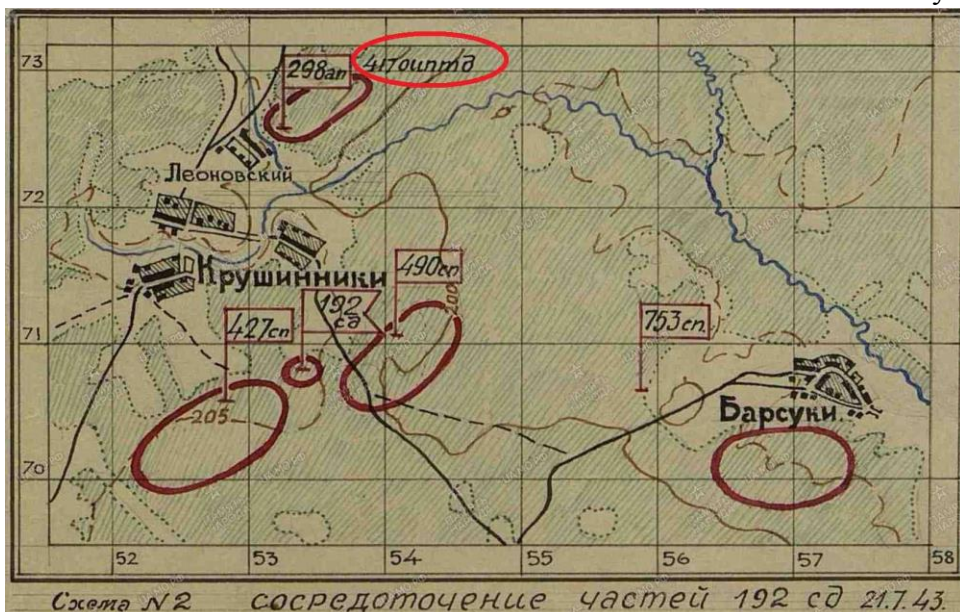 73
298ап
417оиптд
Леоновский
72
Крушинники
490сп
200
192
сд
753сп.
71
427сп
205
Барсуки
70
52
53
54
55
56
57
58
Схема N2 сосредоточение частей 192 сд 21.7.43.